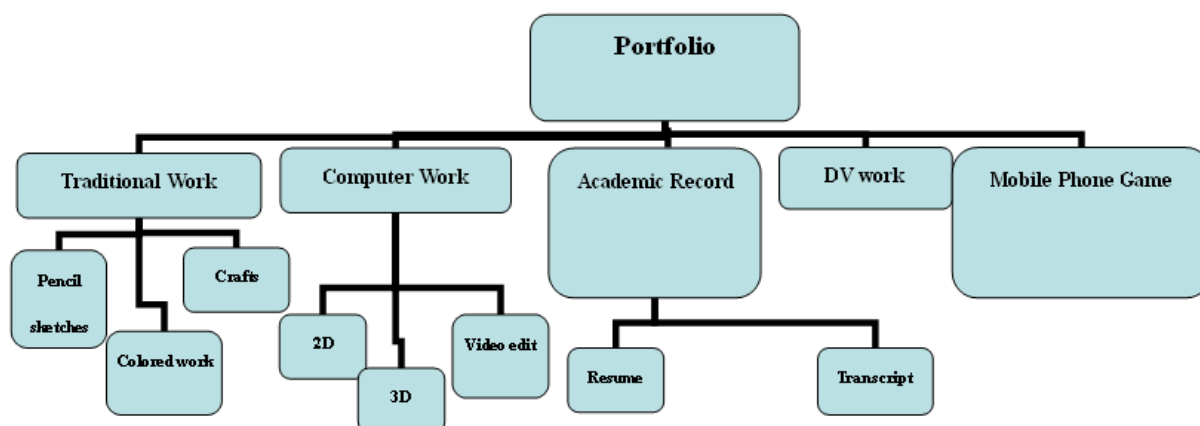 Portfolio
Traditional Work
Computer Work
Academic Record
DV work
Mobile Phone Game
Pencil
sketches
Colored work
Crafts
2D
3D
Video edit
Resume
Transcript